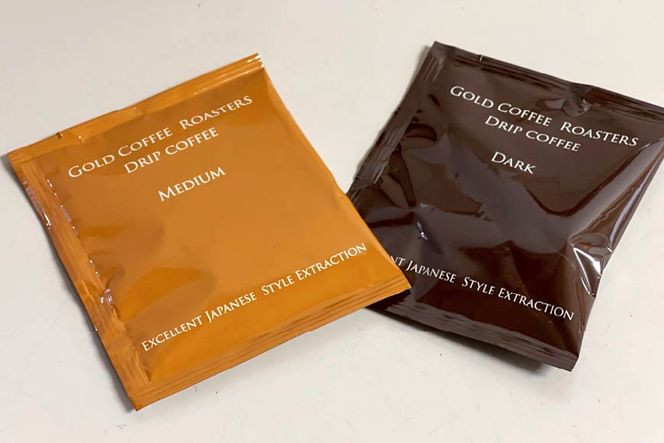 Gold Coffee Roasters
Drip coffee
Medium
Excellent Japanese Style Extraction
Gold Coffee Roasters
Drip coffee
Dark
Japanese Style Extraction